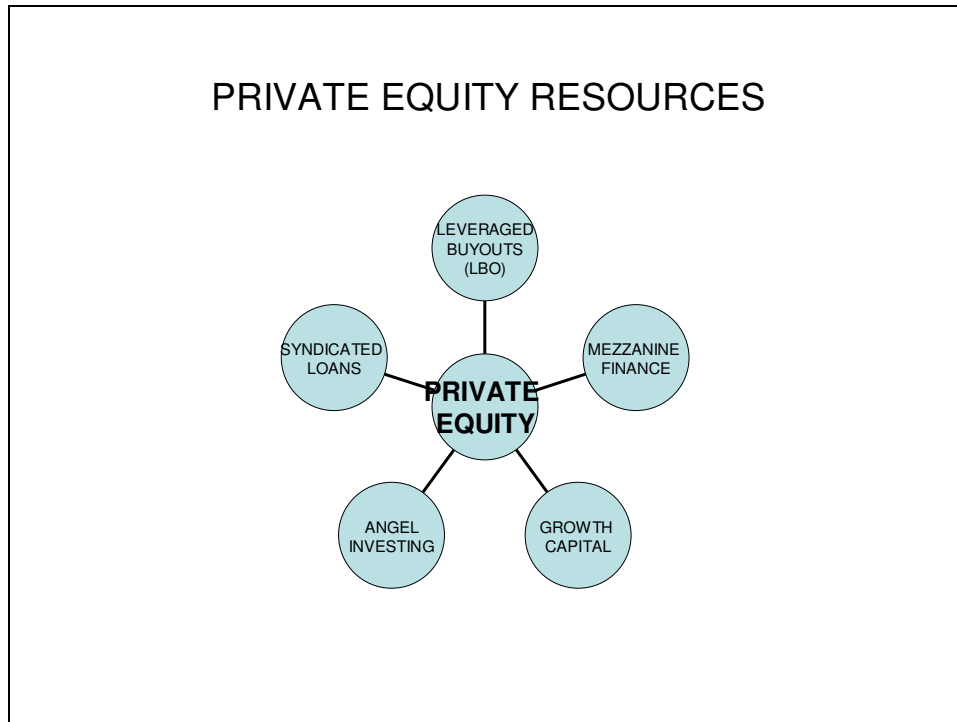 PRIVATE EQUITY RESOURCES
LEVERAGED
BUYOUTS
(LBO)
SYNDICATED
LOANS
MEZZANINE
FINANCE
PRIVATE
EQUITY
ANGEL
INVESTING
GROWTH
CAPITAL